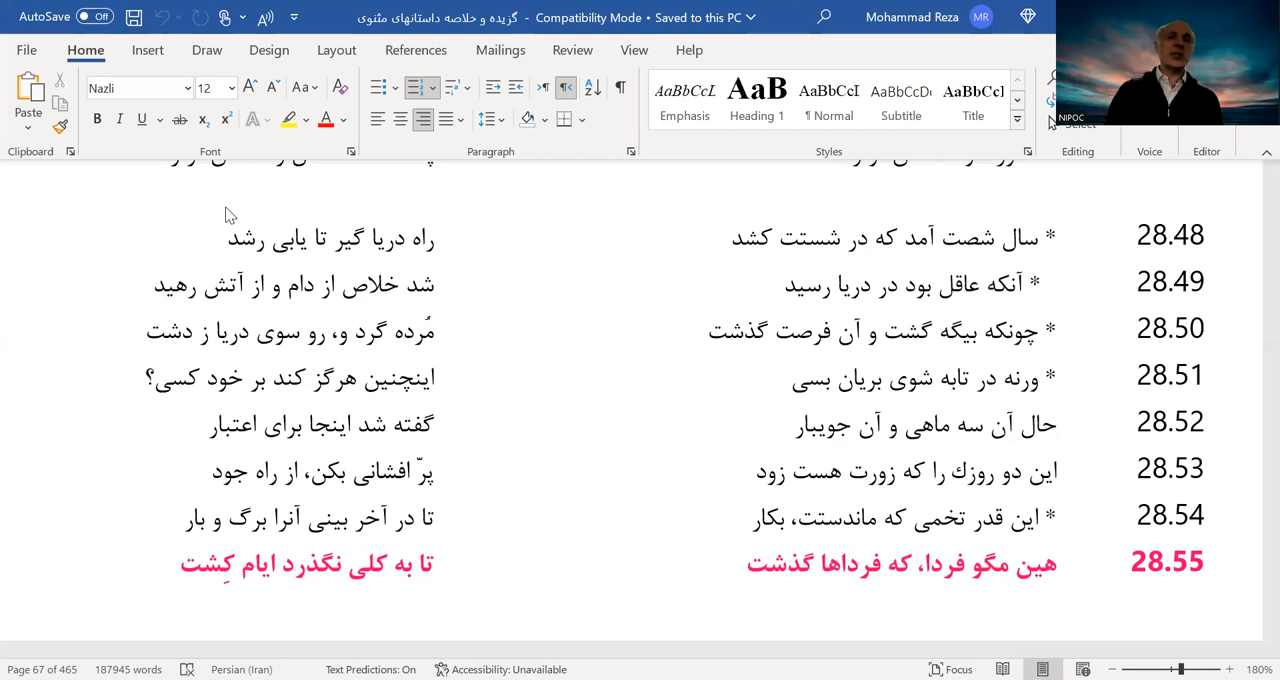 AutoSave Off گزیده و خلاصه داستانهای مثنوی - Compatibility Mode • Saved to this PC Mohammad Reza MR
File Home Insert Draw Design Layout References Mailings Review View Help
Nazli 12 Aa
Paste
AaBbCcL AaB AaBbCcI AaBbCcDc AaBbCcI
Emphasis Heading 1 ¶ Normal Subtitle Title
Select
NIPOC
Clipboard Font Paragraph Styles Editing Voice Editor
28.48 * سال شصت آمد که در شستت کشد راه دریا گیر تا یابی رشد
28.49 * آنکه عاقل بود در دریا رسید شد خلاص از دام و از آتش رهید
28.50 * چونکه بیگه گشت و آن فرصت گذشت مُرده گرد و، رو سوی دریا ز دشت
28.51 * ورنه در تابه شوی بریان بسی اینچنین هرگز کند بر خود کسی؟
28.52 حال آن سه ماهی و آن جویبار گفته شد اینجا برای اعتبار
28.53 این دو روزك را که زورت هست زود پرّ افشانی بکن، از راه جود
28.54 * این قدر تخمی که ماندستت، بکار تا در آخر بینی آنرا برگ و بار
28.55 هین مگو فردا، که فرداها گذشت تا به کلی نگذرد ایام کِشت
Page 67 of 465 187945 words Persian (Iran) Text Predictions: On Accessibility: Unavailable Focus 180%